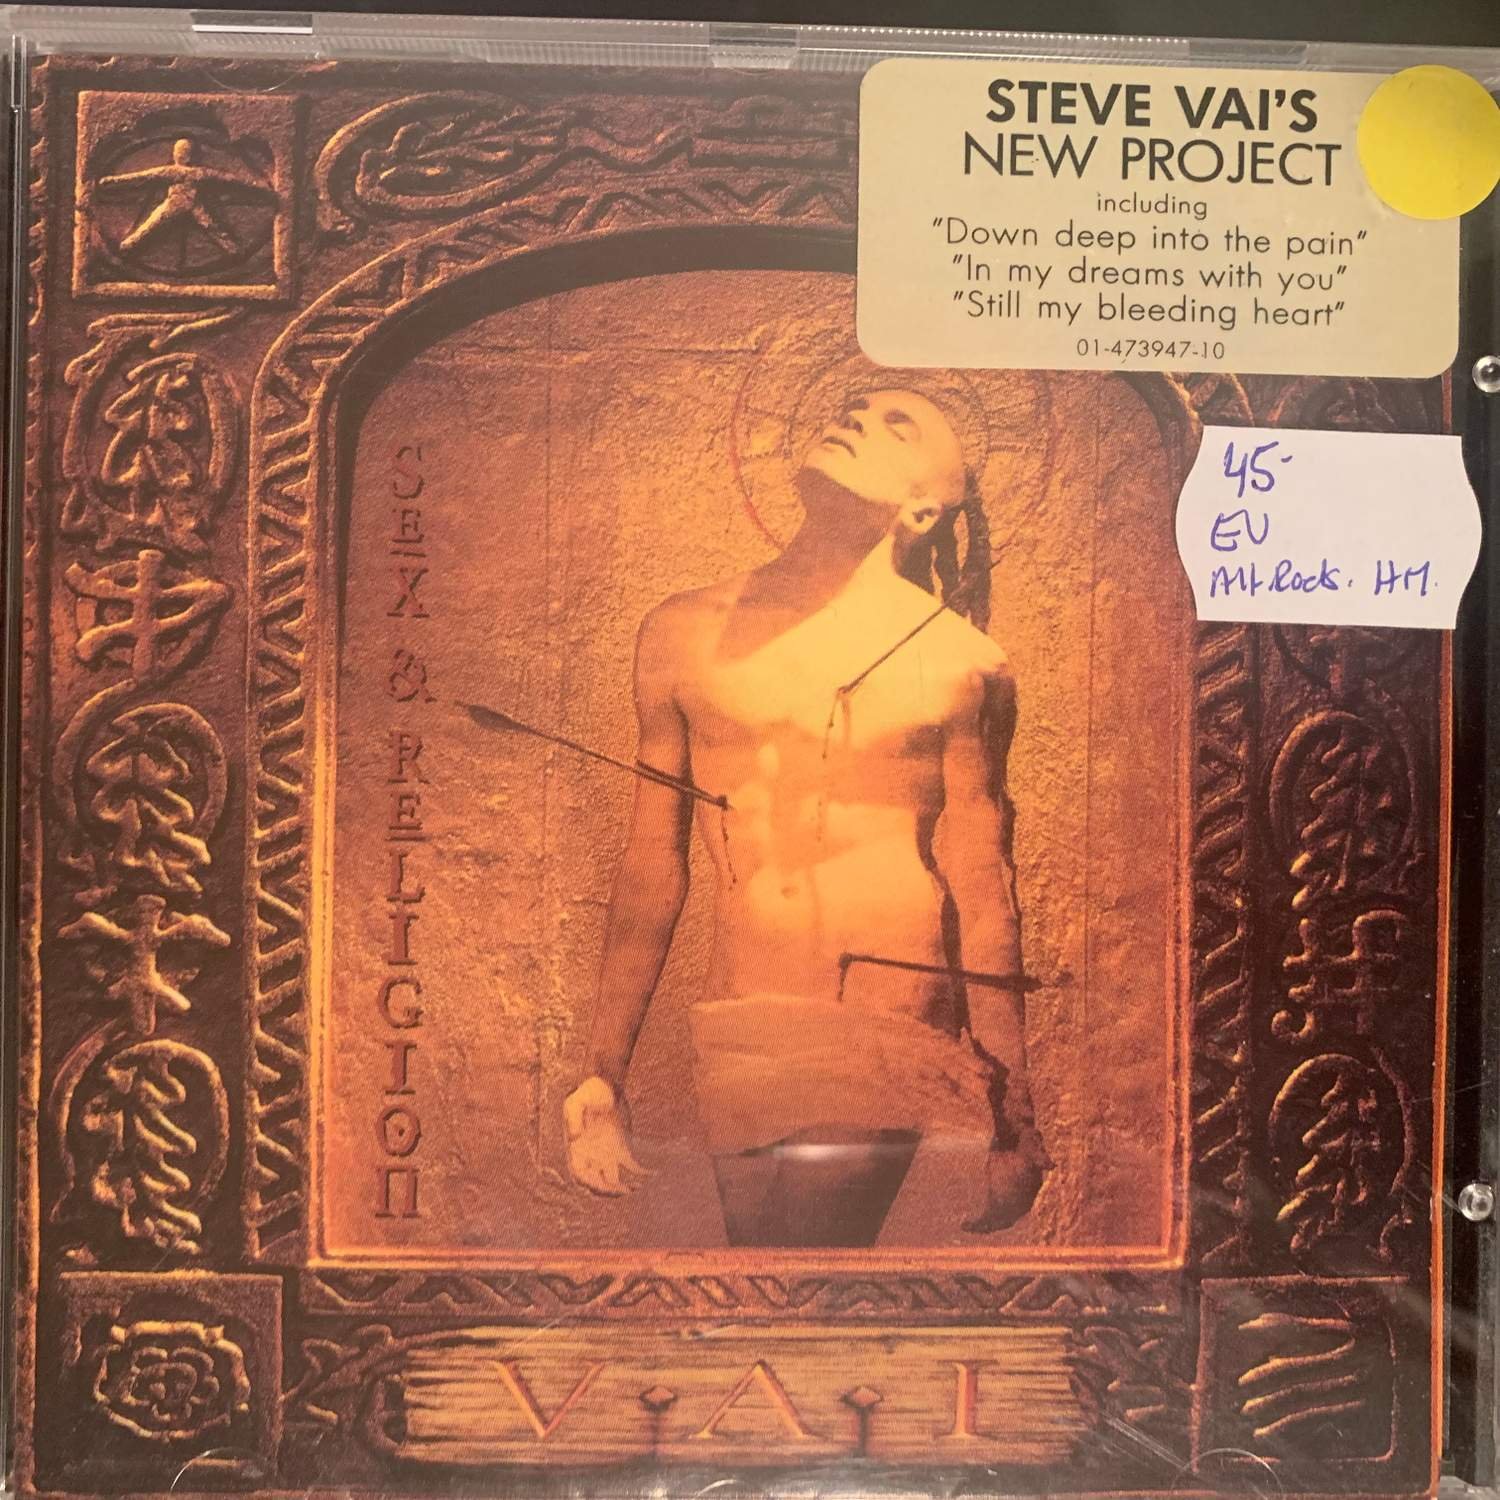 STEVE VAI'S
NEW PROJECT
including
"Down deep into the pain"
"In my dreams with you"
"Still my bleeding heart"
01-473947-10
45-
EU
Alt.Rock. HM.
SEX & RELIGION
V·A·I